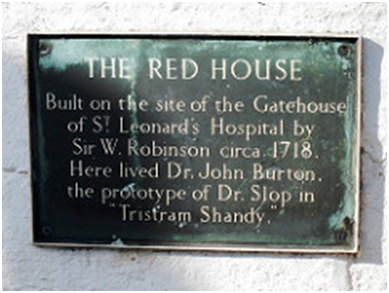 THE RED HOUSE
Built on the site of the Gatehouse
of St Leonard's Hospital by
Sir W. Robinson circa 1718.
Here lived Dr. John Burton,
the prototype of Dr. Slop in
"Tristram Shandy."